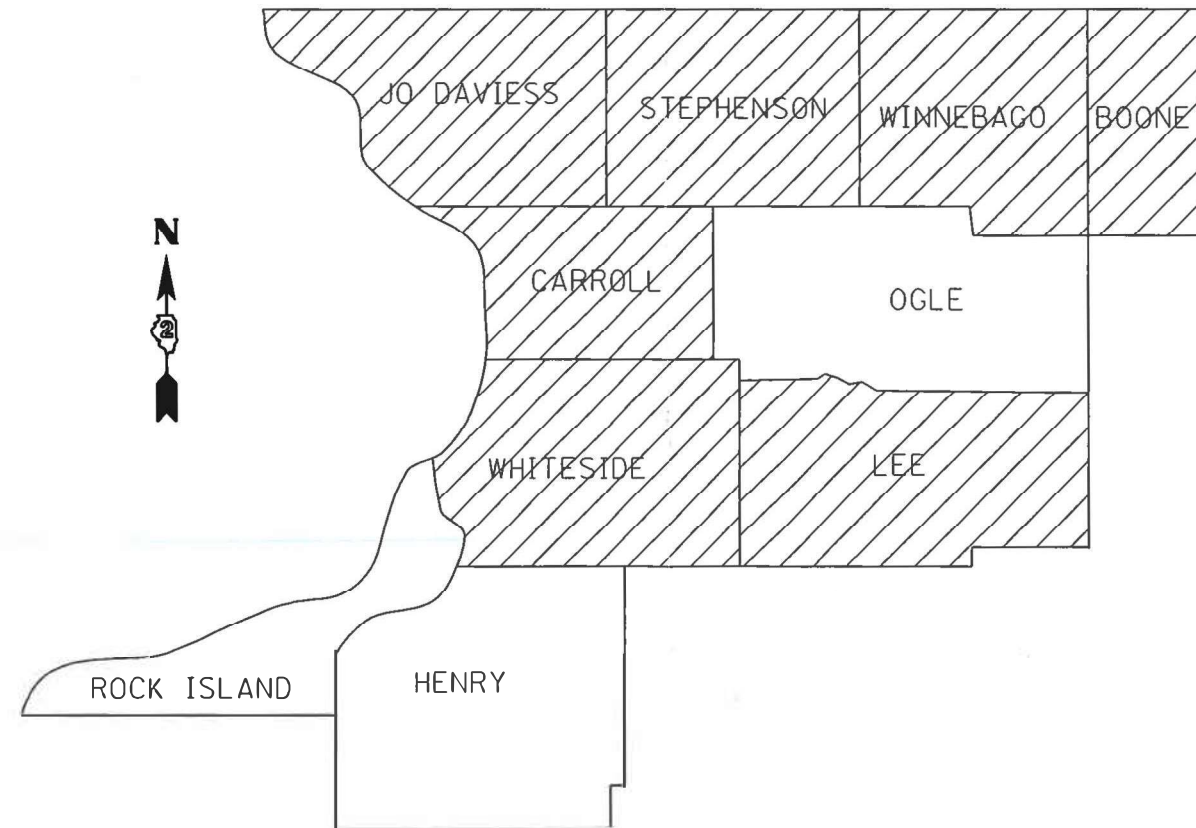 JO DAVIESS
STEPHENSON
WINNEBAGO
BOONE
N
2
CARROLL
OGLE
WHITESIDE
LEE
ROCK ISLAND
HENRY